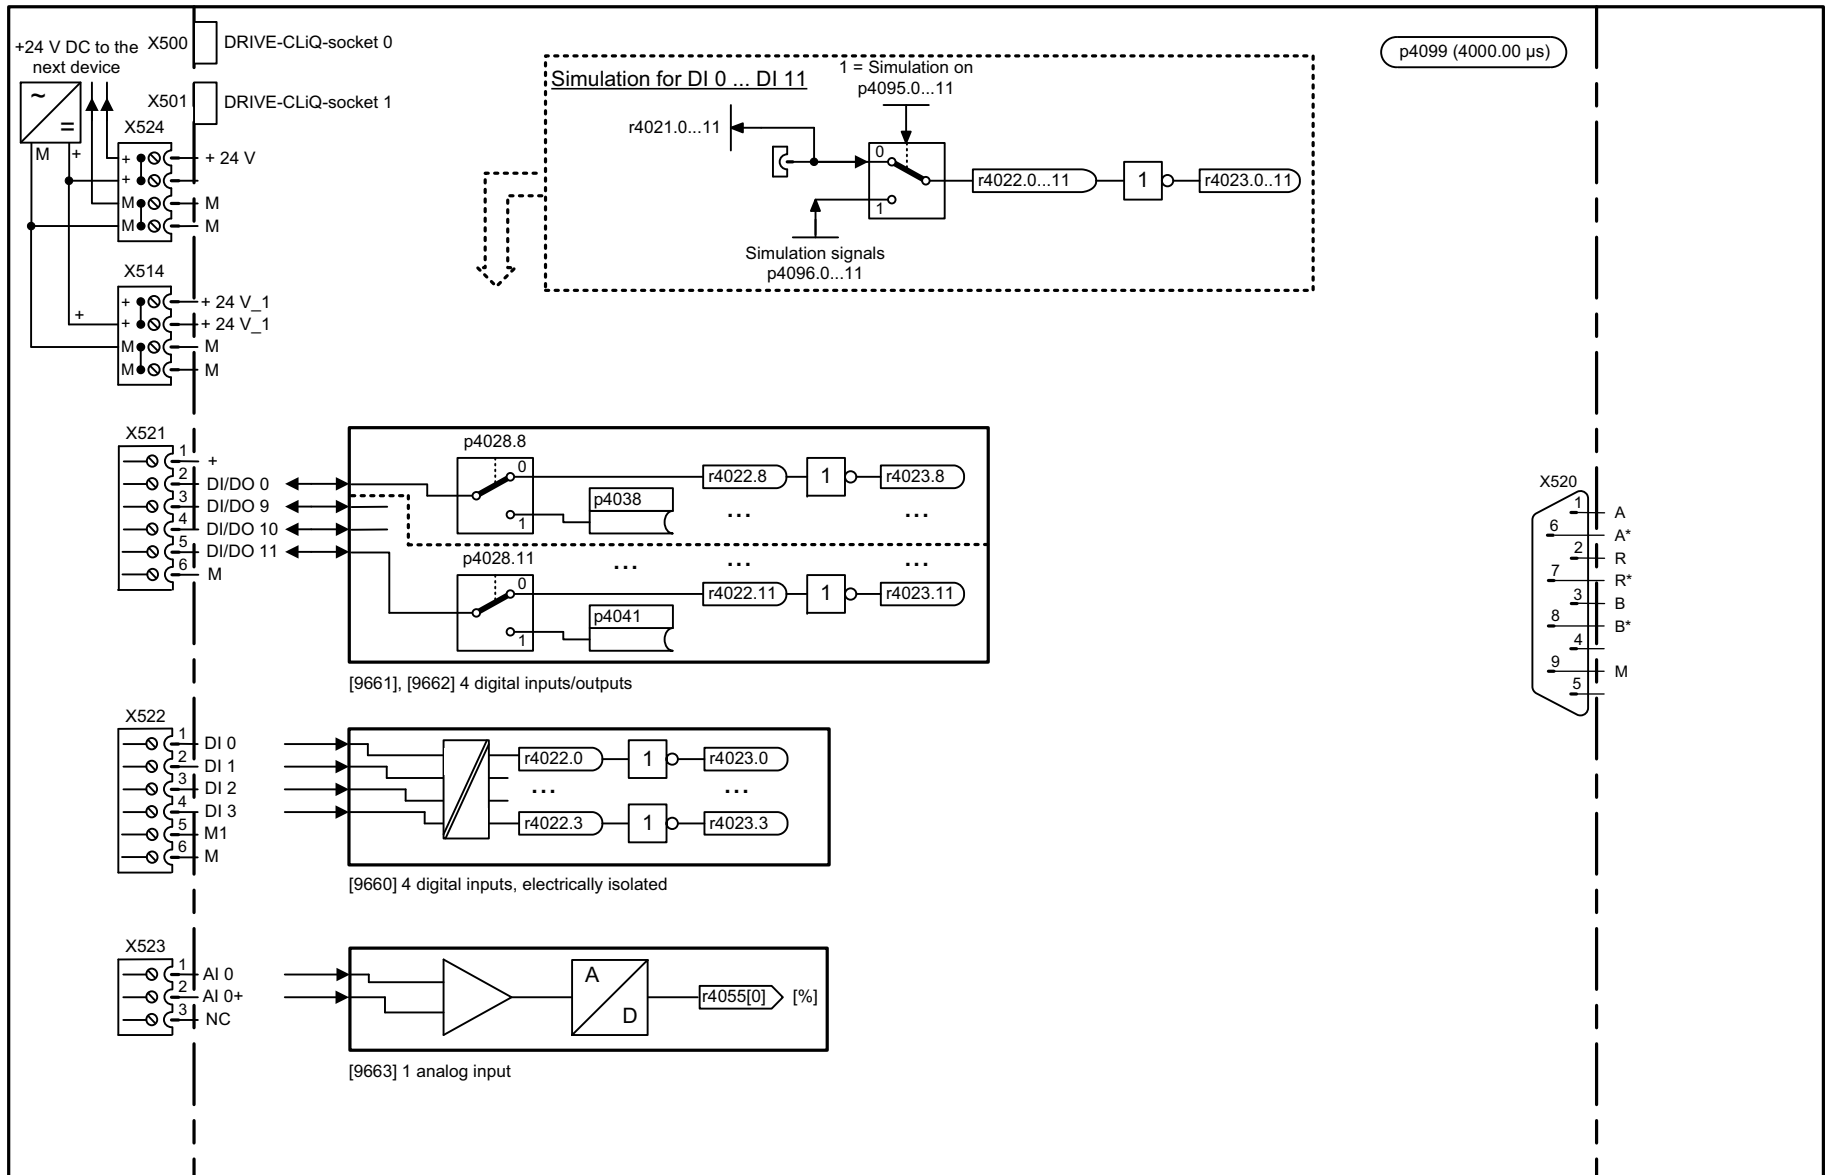 +24 V DC to the
next device
X500
DRIVE-CLiQ-socket 0
X501
DRIVE-CLiQ-socket 1
~
=
M
+
X524
+
+ 24 V
+
M
M
M
M
X514
+
+ 24 V_1
+
+
+ 24 V_1
M
M
M
M
Simulation for DI 0 ... DI 11
1 = Simulation on
p4095.0...11
r4021.0...11
0
1
r4022.0...11
1
r4023.0..11
Simulation signals
p4096.0...11
p4099 (4000.00 µs)
X521
1
+
2
DI/DO 0
3
DI/DO 9
4
DI/DO 10
5
DI/DO 11
6
M
p4028.8
0
1
p4038
r4022.8
1
r4023.8
...
...
p4028.11
0
1
p4041
...
...
...
r4022.11
1
r4023.11
[9661], [9662] 4 digital inputs/outputs
X522
1
DI 0
2
DI 1
3
DI 2
4
DI 3
5
M1
6
M
r4022.0
1
r4023.0
...
...
r4022.3
1
r4023.3
[9660] 4 digital inputs, electrically isolated
X523
1
AI 0
2
AI 0+
3
NC
A
D
r4055[0]
[%]
[9663] 1 analog input
X520
1
A
6
A*
2
R
7
R*
3
B
8
B*
4
9
M
5